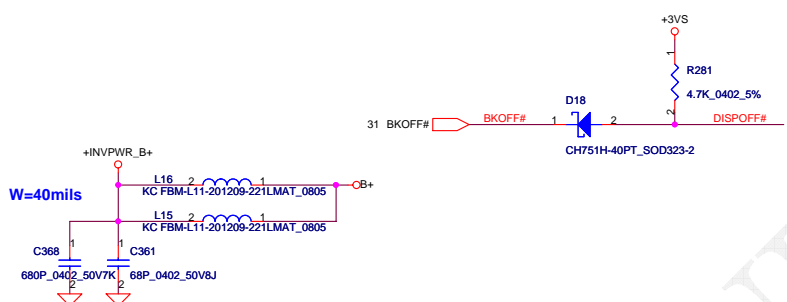 +3VS
1
R281
4.7K_0402_5%
2
D18
31 BKOFF#
BKOFF#
1
2
DISPOFF#
CH751H-40PT_SOD323-2
+INVPWR_B+
W=40mils
L16
2
1
KC FBM-L11-201209-221LMAT_0805
B+
L15
2
1
KC FBM-L11-201209-221LMAT_0805
C368
1
680P_0402_50V7K
2
C361
1
68P_0402_50V8J
2